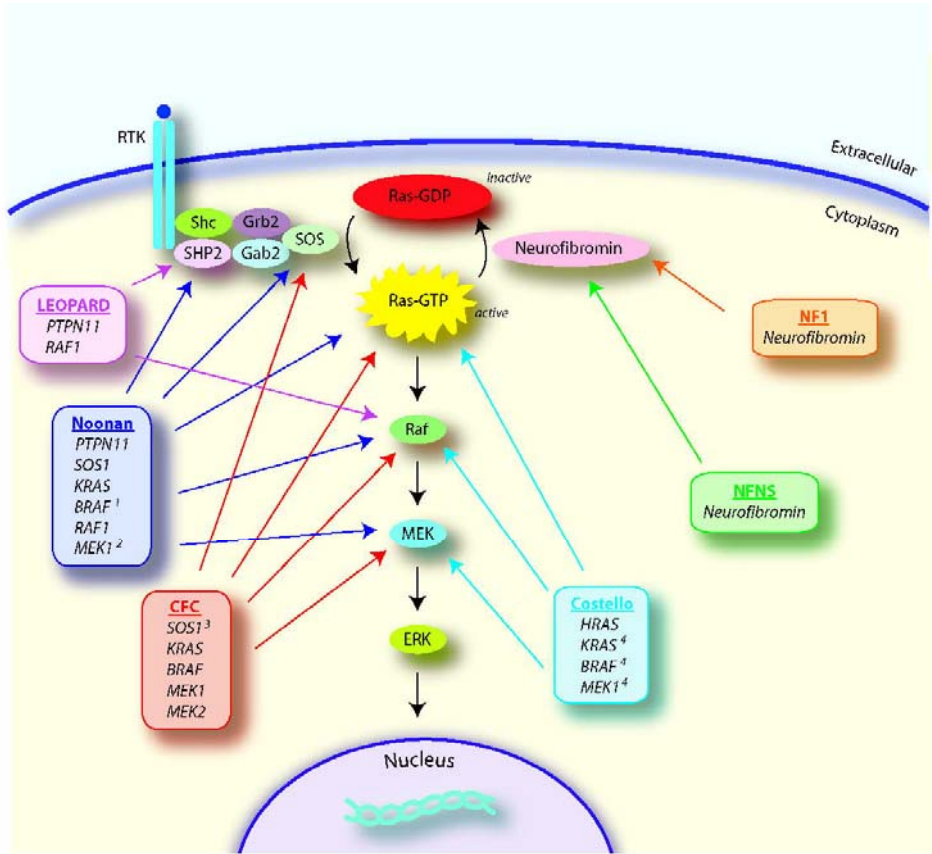 Extracellular
Cytoplasm
RTK
inactive
Ras-GDP
Shc
Grb2
SOS
SHP2
Gab2
Neurofibromin
Ras-GTP
active
LEOPARD
PTPN11
RAF1
NF1
Neurofibromin
Noonan
PTPN11
SOS1
KRAS
BRAF 1
RAF1
MEK1 2
Raf
NFNS
Neurofibromin
MEK
CFC
SOS1 3
KRAS
BRAF
MEK1
MEK2
Costello
HRAS
KRAS 4
BRAF 4
MEK1 4
ERK
Nucleus